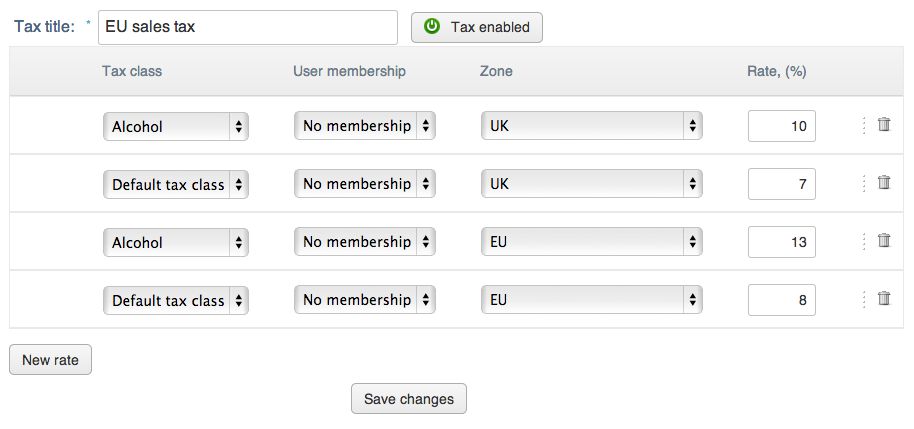 Tax title: * EU sales tax Tax enabled
Tax class User membership Zone Rate, (%)
Alcohol No membership UK 10
Default tax class No membership UK 7
Alcohol No membership EU 13
Default tax class No membership EU 8
New rate
Save changes